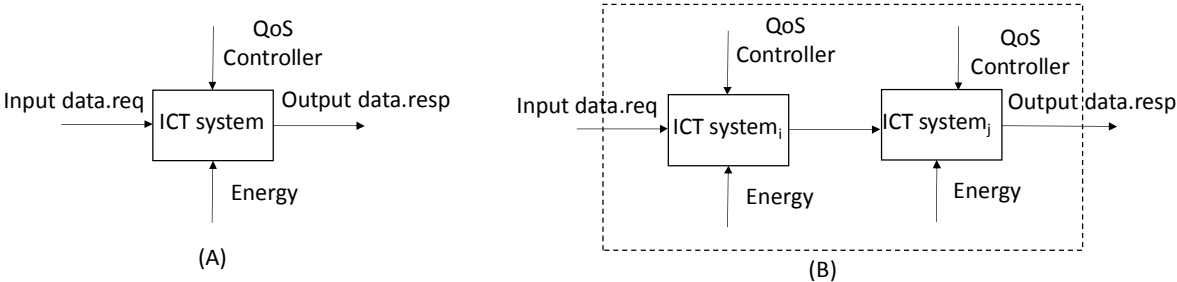 QoS
Controller
Input data.req
Output data.resp
ICT system
Energy
(A)
QoS
Controller
QoS
Controller
Input data.req
Output data.resp
ICT systemᵢ
ICT systemⱼ
Energy
Energy
(B)